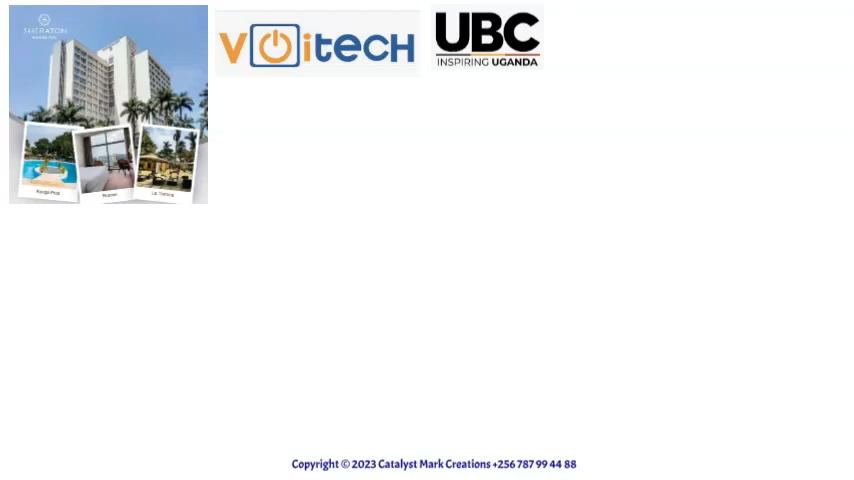 SHERATON
VOitecH
UBC
INSPIRING UGANDA
Copyright © 2023 Catalyst Mark Creations +256 787 99 44 88